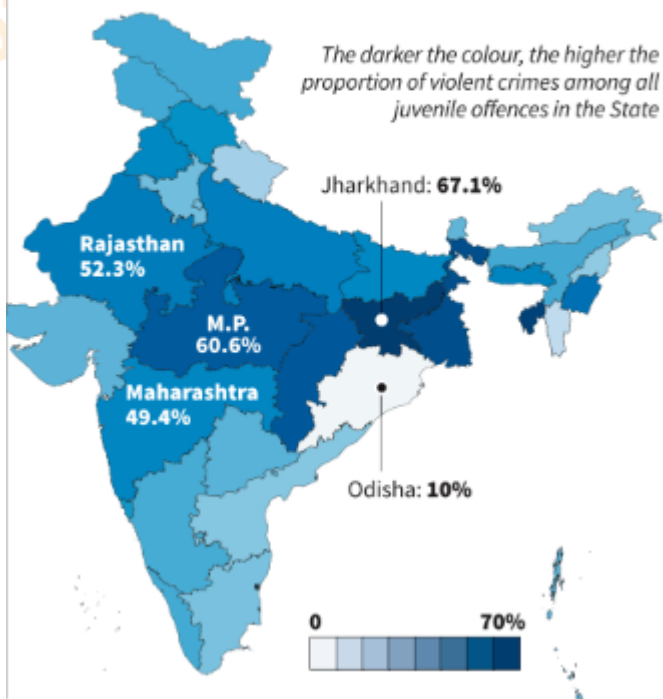 The darker the colour, the higher the
proportion of violent crimes among all
juvenile offences in the State
Jharkhand: 67.1%
Rajasthan
52.3%
M.P.
60.6%
Maharashtra
49.4%
Odisha: 10%
0 70%